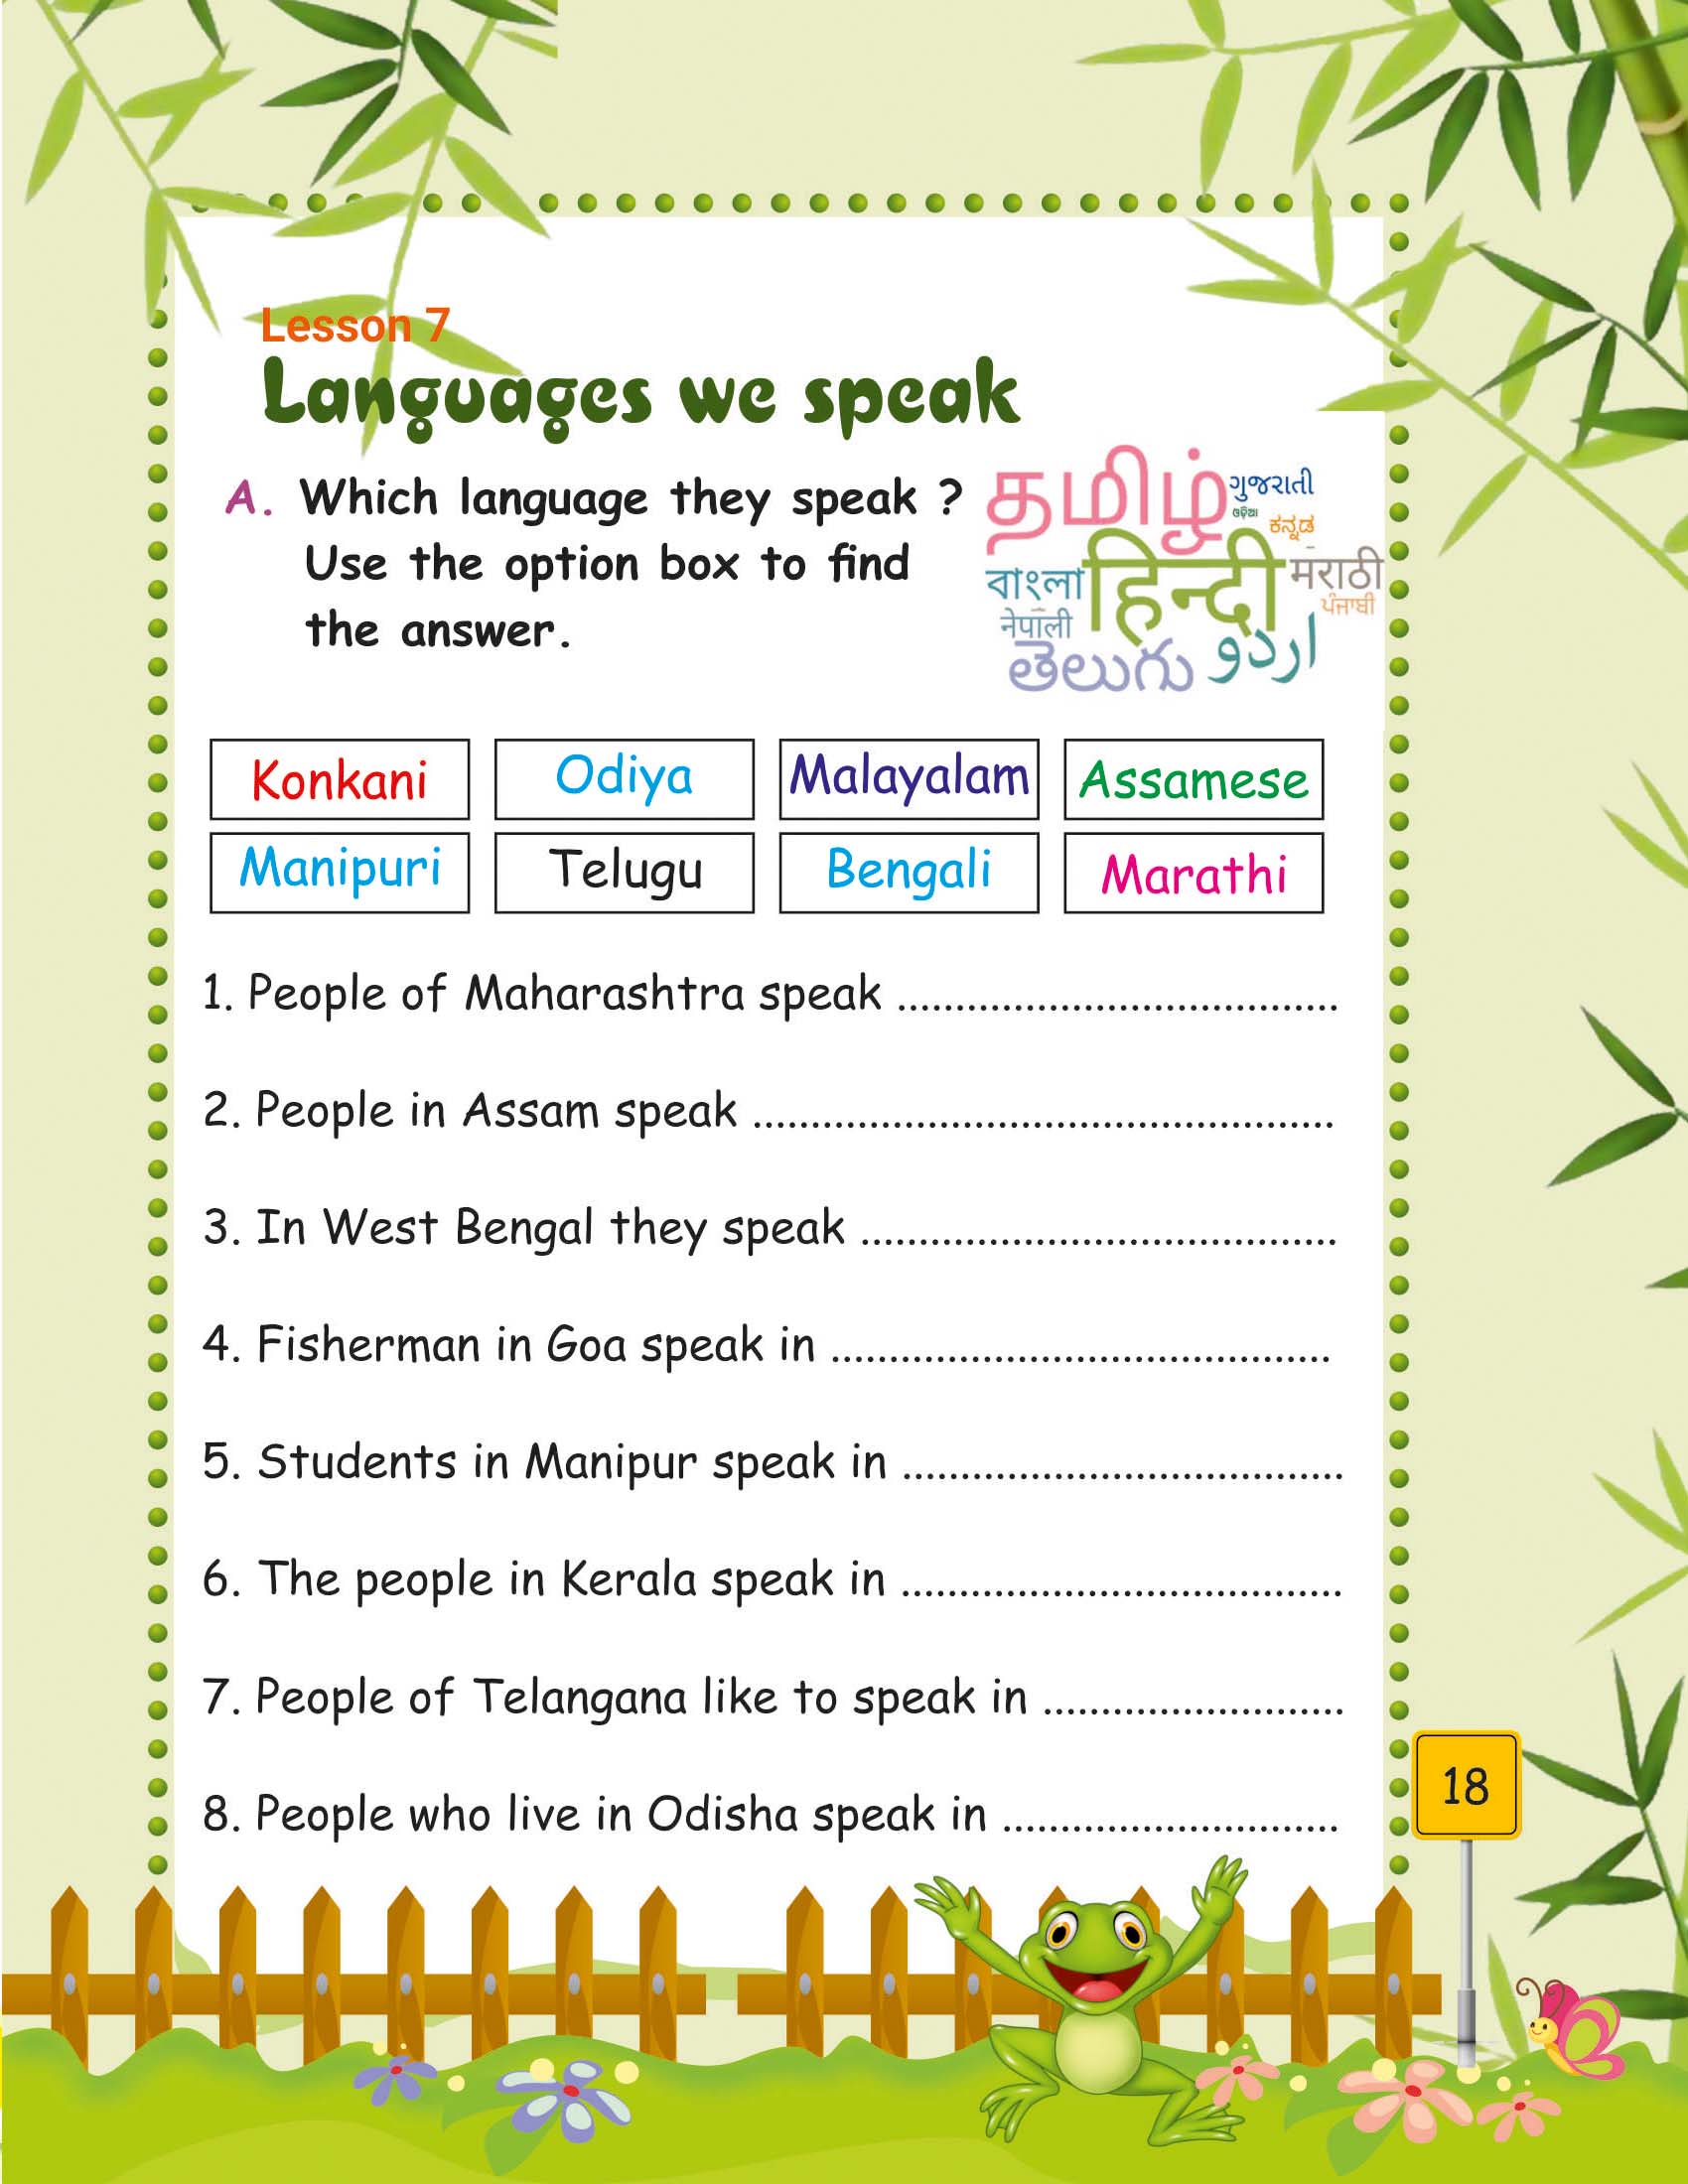 Lesson 7
Languages we speak
A. Which language they speak ?
Use the option box to find
the answer.
தமிழ்
ગુજરાતી
ଓଡ଼ିଆ
ಕನ್ನಡ
বাংলা
हिन्दी
मराठी
ਪੰਜਾਬੀ
नेपाली
తెలుగు
اردو
Konkani Odiya Malayalam Assamese
Manipuri Telugu Bengali Marathi
1. People of Maharashtra speak ......................................
2. People in Assam speak ..................................................
3. In West Bengal they speak .........................................
4. Fisherman in Goa speak in ...........................................
5. Students in Manipur speak in ......................................
6. The people in Kerala speak in ......................................
7. People of Telangana like to speak in ..........................
8. People who live in Odisha speak in .............................
18